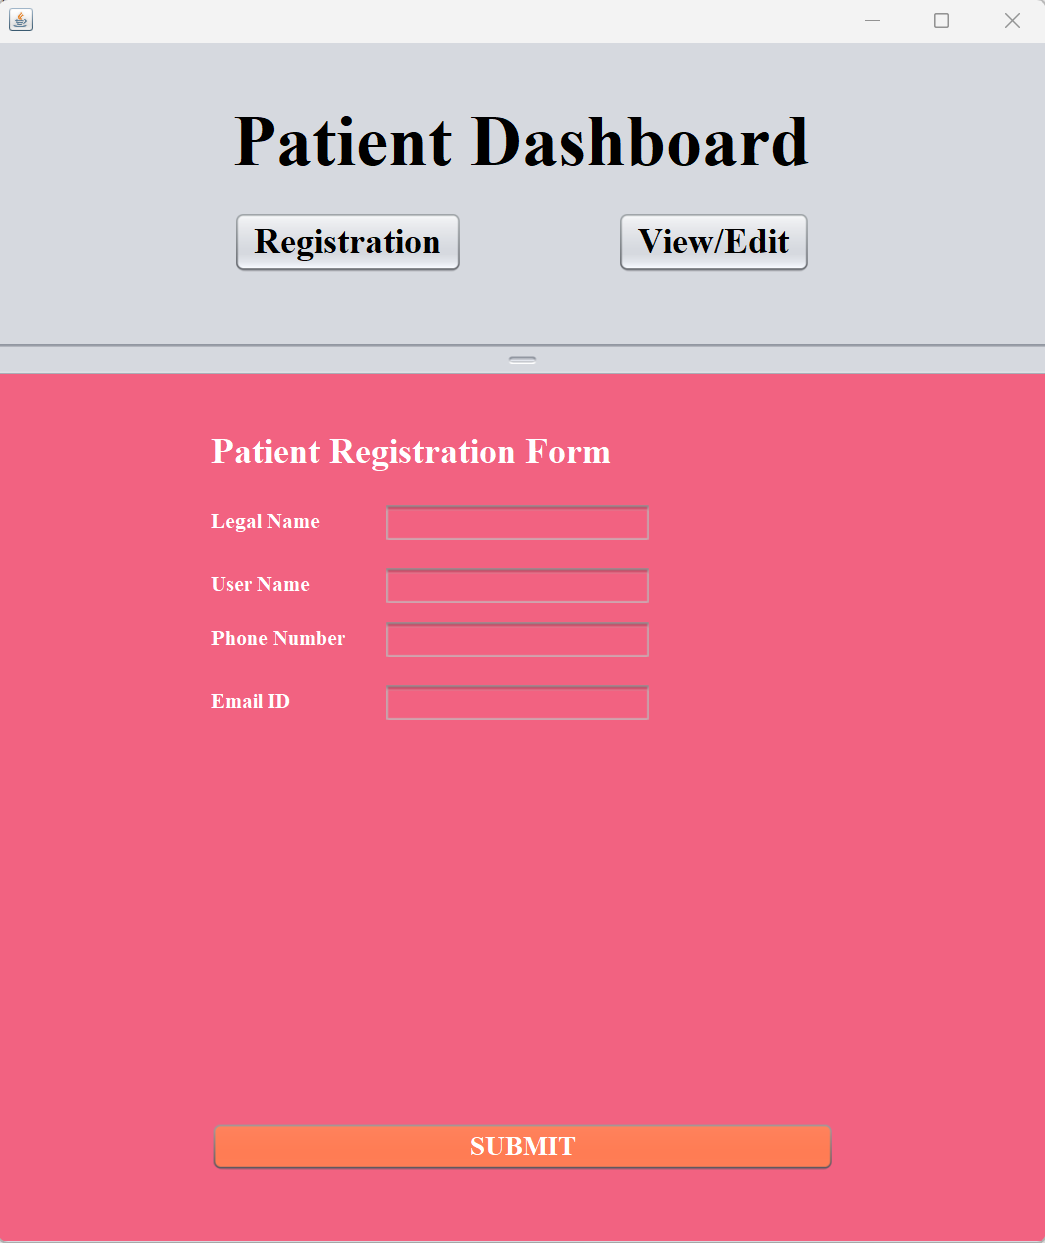 Patient Dashboard
Registration View/Edit
Patient Registration Form
Legal Name
User Name
Phone Number
Email ID
SUBMIT